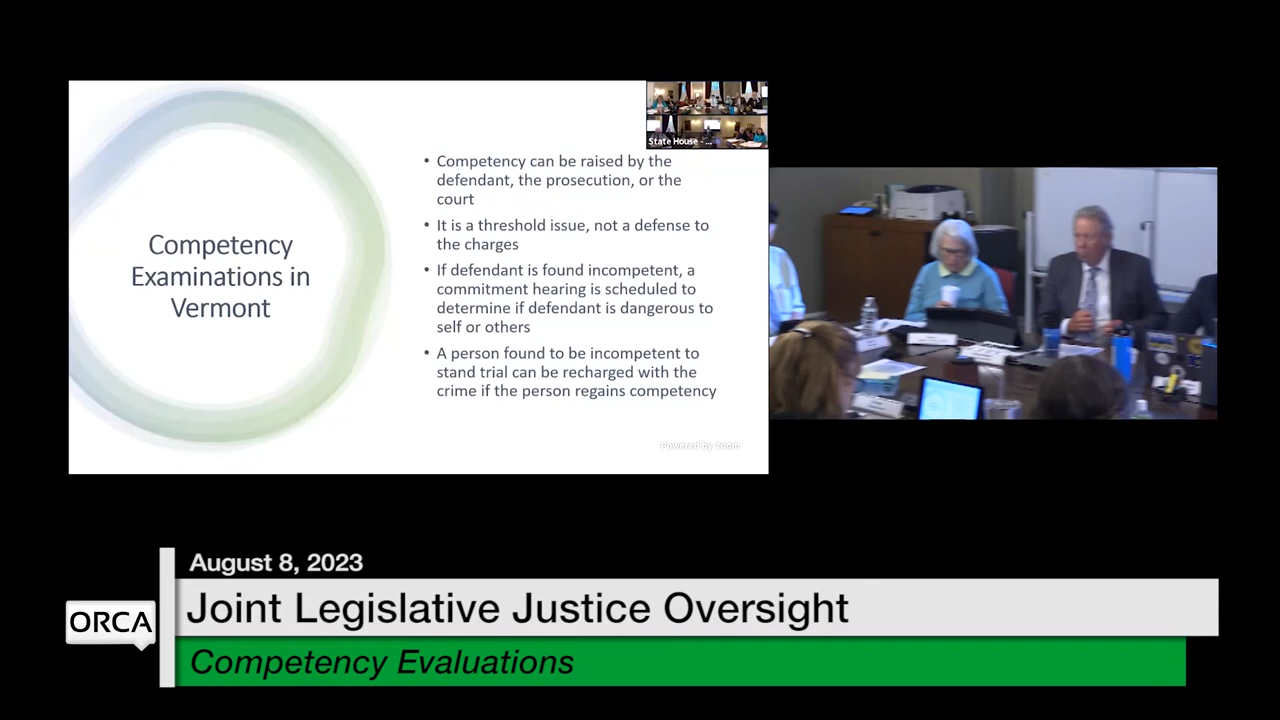 Competency
Examinations in
Vermont
State House - ...
• Competency can be raised by the
defendant, the prosecution, or the
court
• It is a threshold issue, not a defense to
the charges
• If defendant is found incompetent, a
commitment hearing is scheduled to
determine if defendant is dangerous to
self or others
• A person found to be incompetent to
stand trial can be recharged with the
crime if the person regains competency
Powered by Zoom
August 8, 2023
ORCA
Joint Legislative Justice Oversight
Competency Evaluations